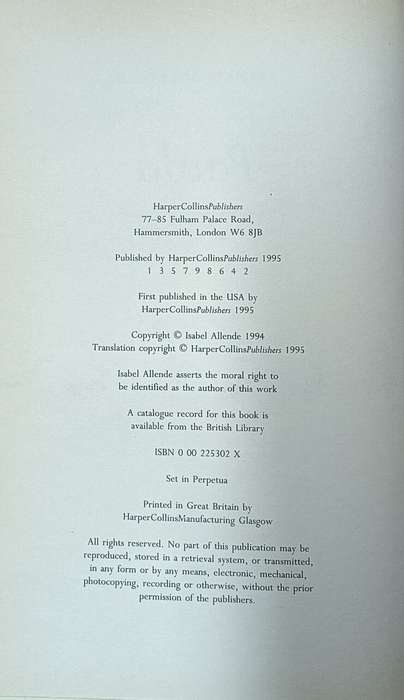 HarperCollinsPublishers
77–85 Fulham Palace Road,
Hammersmith, London W6 8JB
Published by HarperCollinsPublishers 1995
1 3 5 7 9 8 6 4 2
First published in the USA by
HarperCollinsPublishers 1995
Copyright © Isabel Allende 1994
Translation copyright © HarperCollinsPublishers 1995
Isabel Allende asserts the moral right to
be identified as the author of this work
A catalogue record for this book is
available from the British Library
ISBN 0 00 225302 X
Set in Perpetua
Printed in Great Britain by
HarperCollinsManufacturing Glasgow
All rights reserved. No part of this publication may be
reproduced, stored in a retrieval system, or transmitted,
in any form or by any means, electronic, mechanical,
photocopying, recording or otherwise, without the prior
permission of the publishers.